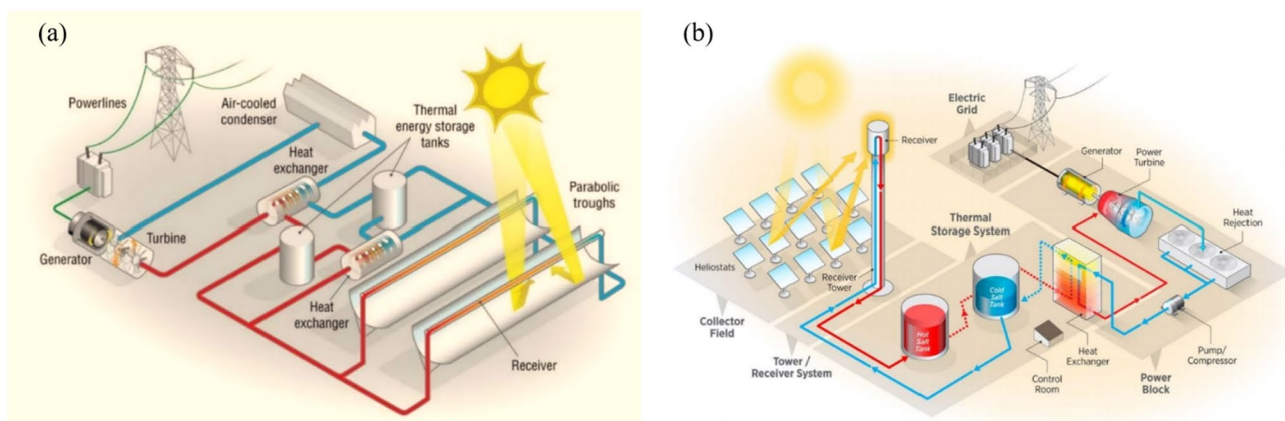 (a)
Powerlines
Air-cooled
condenser
Thermal
energy storage
tanks
Heat
exchanger
Parabolic
troughs
Turbine
Generator
Heat
exchanger
Receiver
(b)
Electric
Grid
Receiver
Generator
Power
Turbine
Thermal
Storage System
Heat
Rejection
Heliostats
Receiver
Tower
Cold
Salt
Tank
Hot
Salt
Tank
Collector
Field
Tower /
Receiver System
Control
Room
Heat
Exchanger
Power
Block
Pump/
Compressor